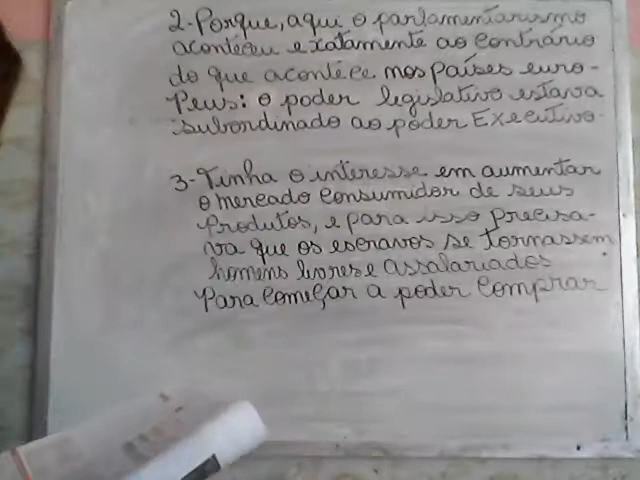 2-Porque, aqui o parlamentarismo
aconteceu exatamente ao contrário
do que acontece nos países euro-
peus: o poder legislativo estava
subordinado ao poder Executivo.
3-Tinha o interesse em aumentar
o mercado consumidor de seus
produtos, e para isso precisa-
va que os escravos se tornassem
homens livres e assalariados
para começar a poder comprar